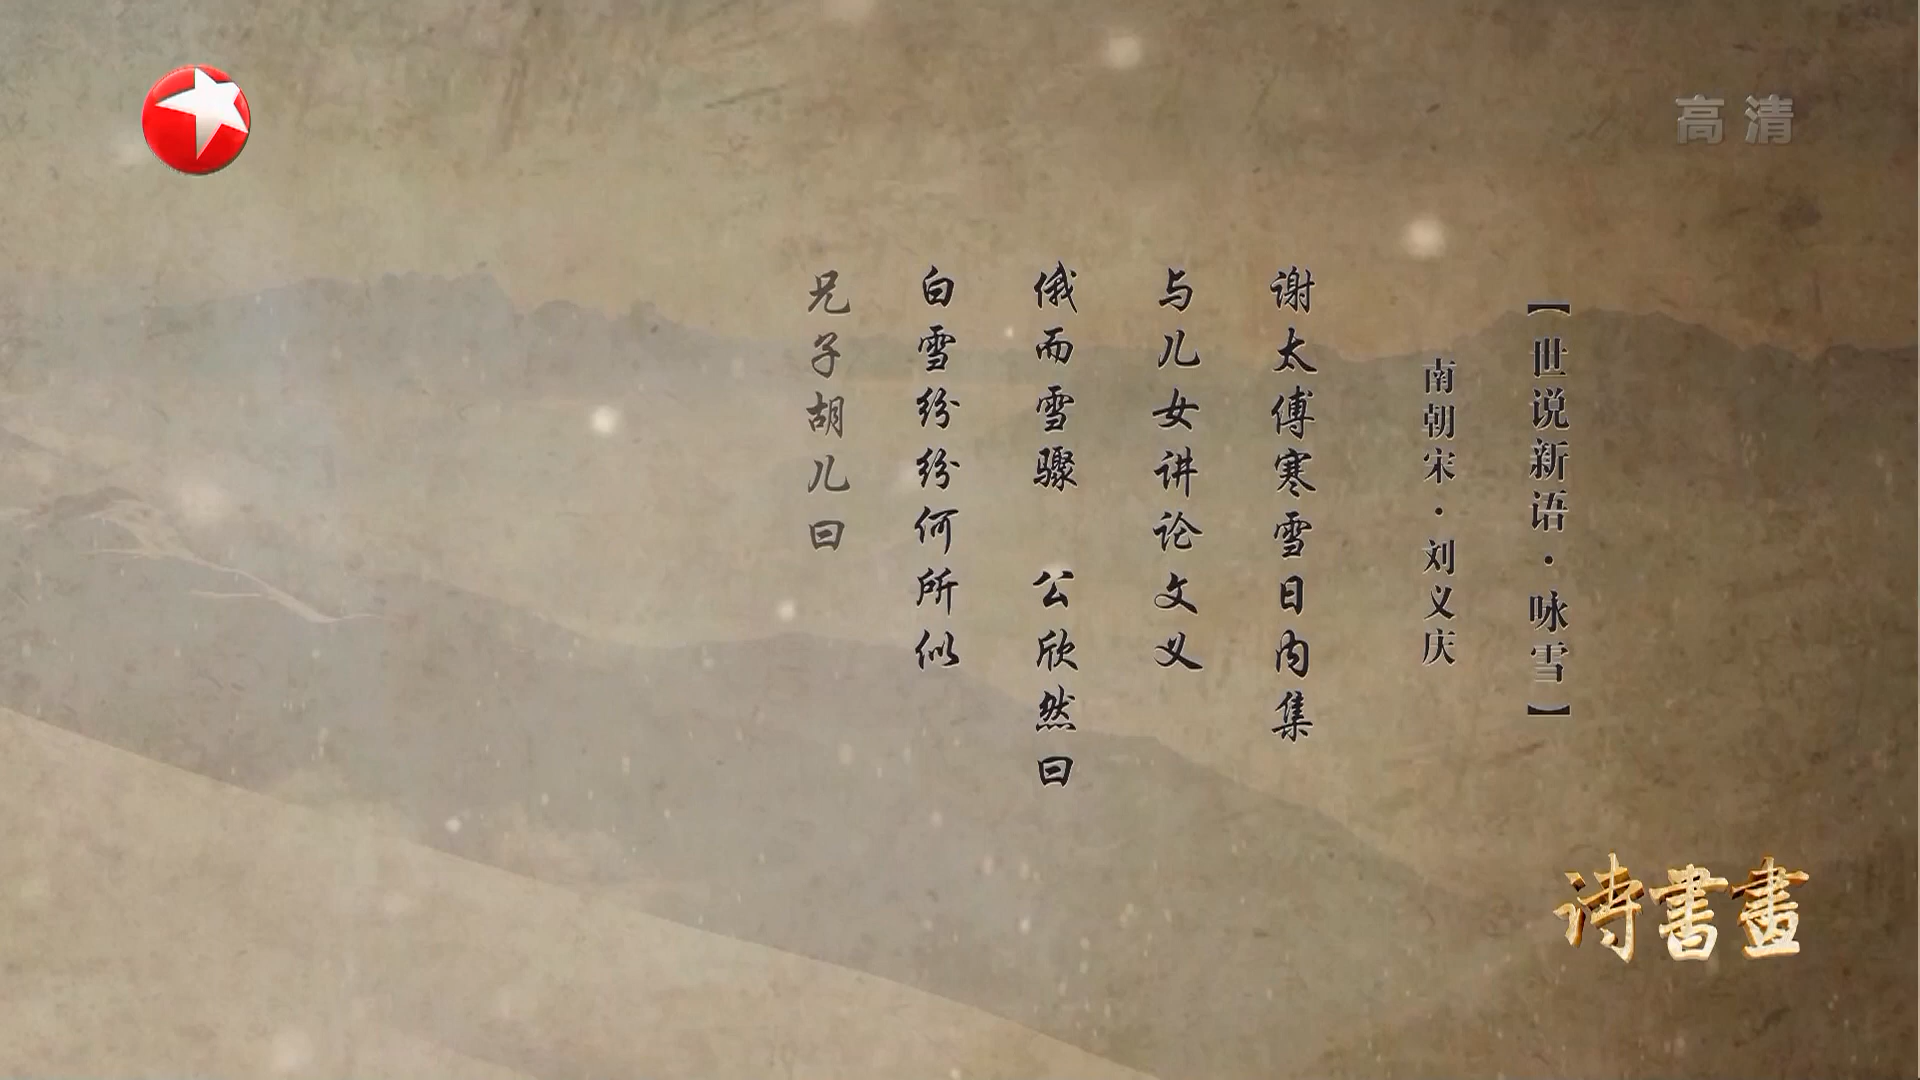 高清
【世说新语·咏雪】
南朝宋·刘义庆
谢太傅寒雪日内集
与儿女讲论文义
俄而雪骤 公欣然曰
白雪纷纷何所似
兄子胡儿曰
诗書畫